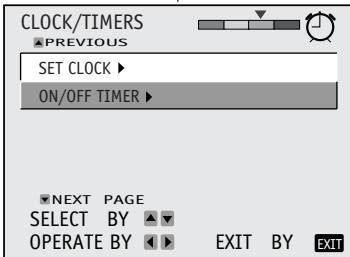 CLOCK/TIMERS
▲PREVIOUS
SET CLOCK ▶
ON/OFF TIMER ▶
▼NEXT PAGE
SELECT BY ▲▼
OPERATE BY ◀▶ EXIT BY EXIT